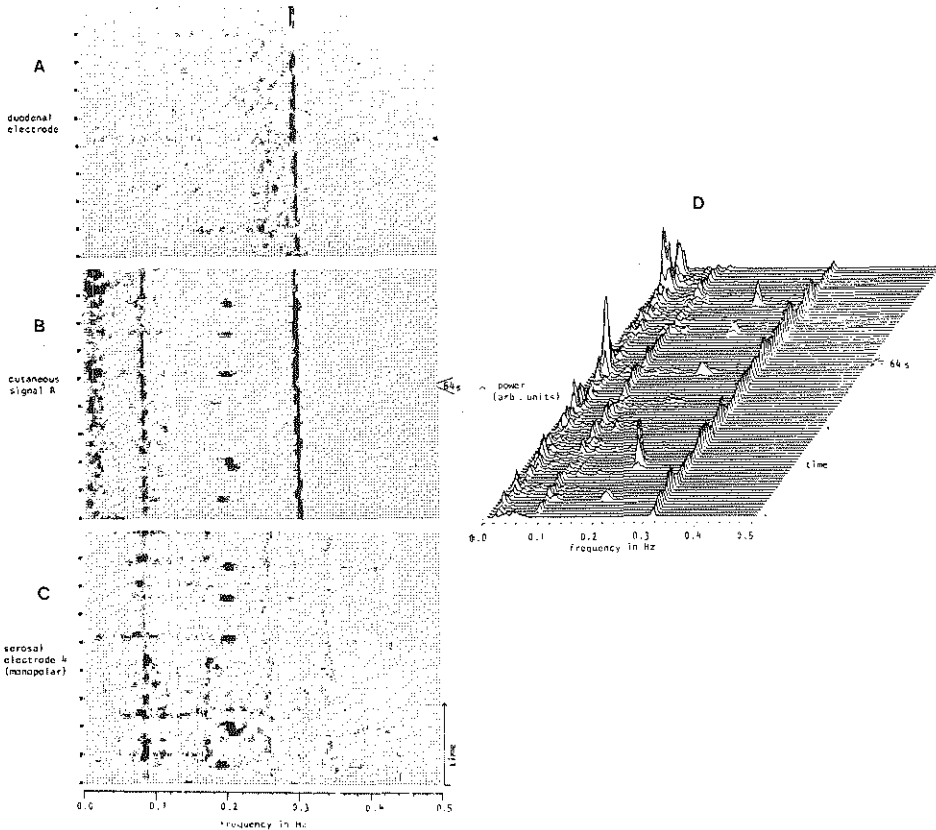 A
duodenal
electrode
B
cutaneous
signal A
64s
C
serosal
electrode 4
(monopolar)
time
0.0 0.1 0.2 0.3 0.4 0.5
frequency in Hz
D
power
(arb. units)
64 s
time
0.0 0.1 0.2 0.3 0.4 0.5
frequency in Hz